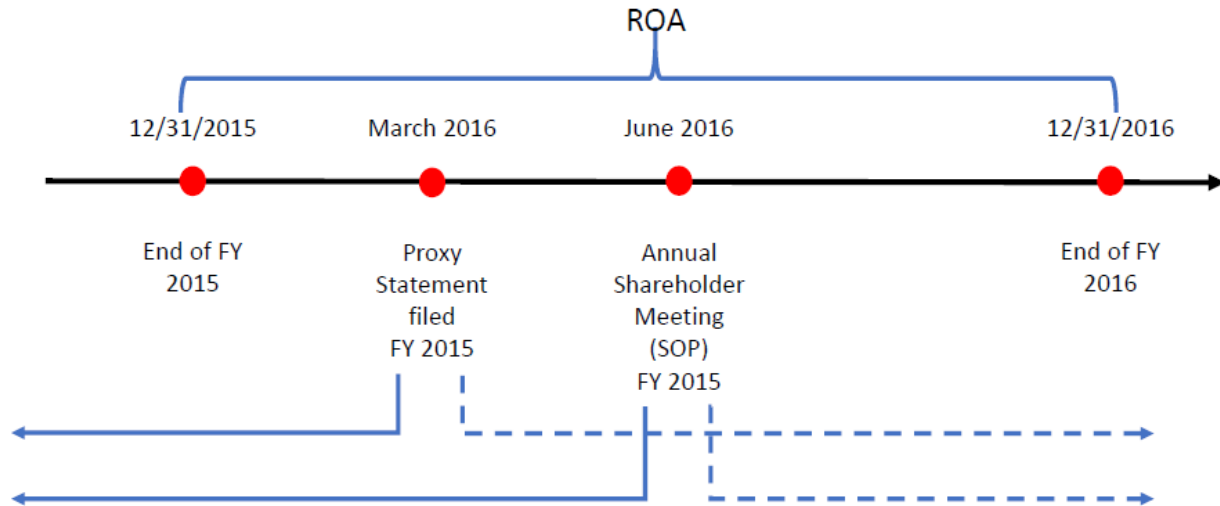 ROA
12/31/2015
March 2016
June 2016
12/31/2016
End of FY
2015
Proxy
Statement
filed
FY 2015
Annual
Shareholder
Meeting
(SOP)
FY 2015
End of FY
2016